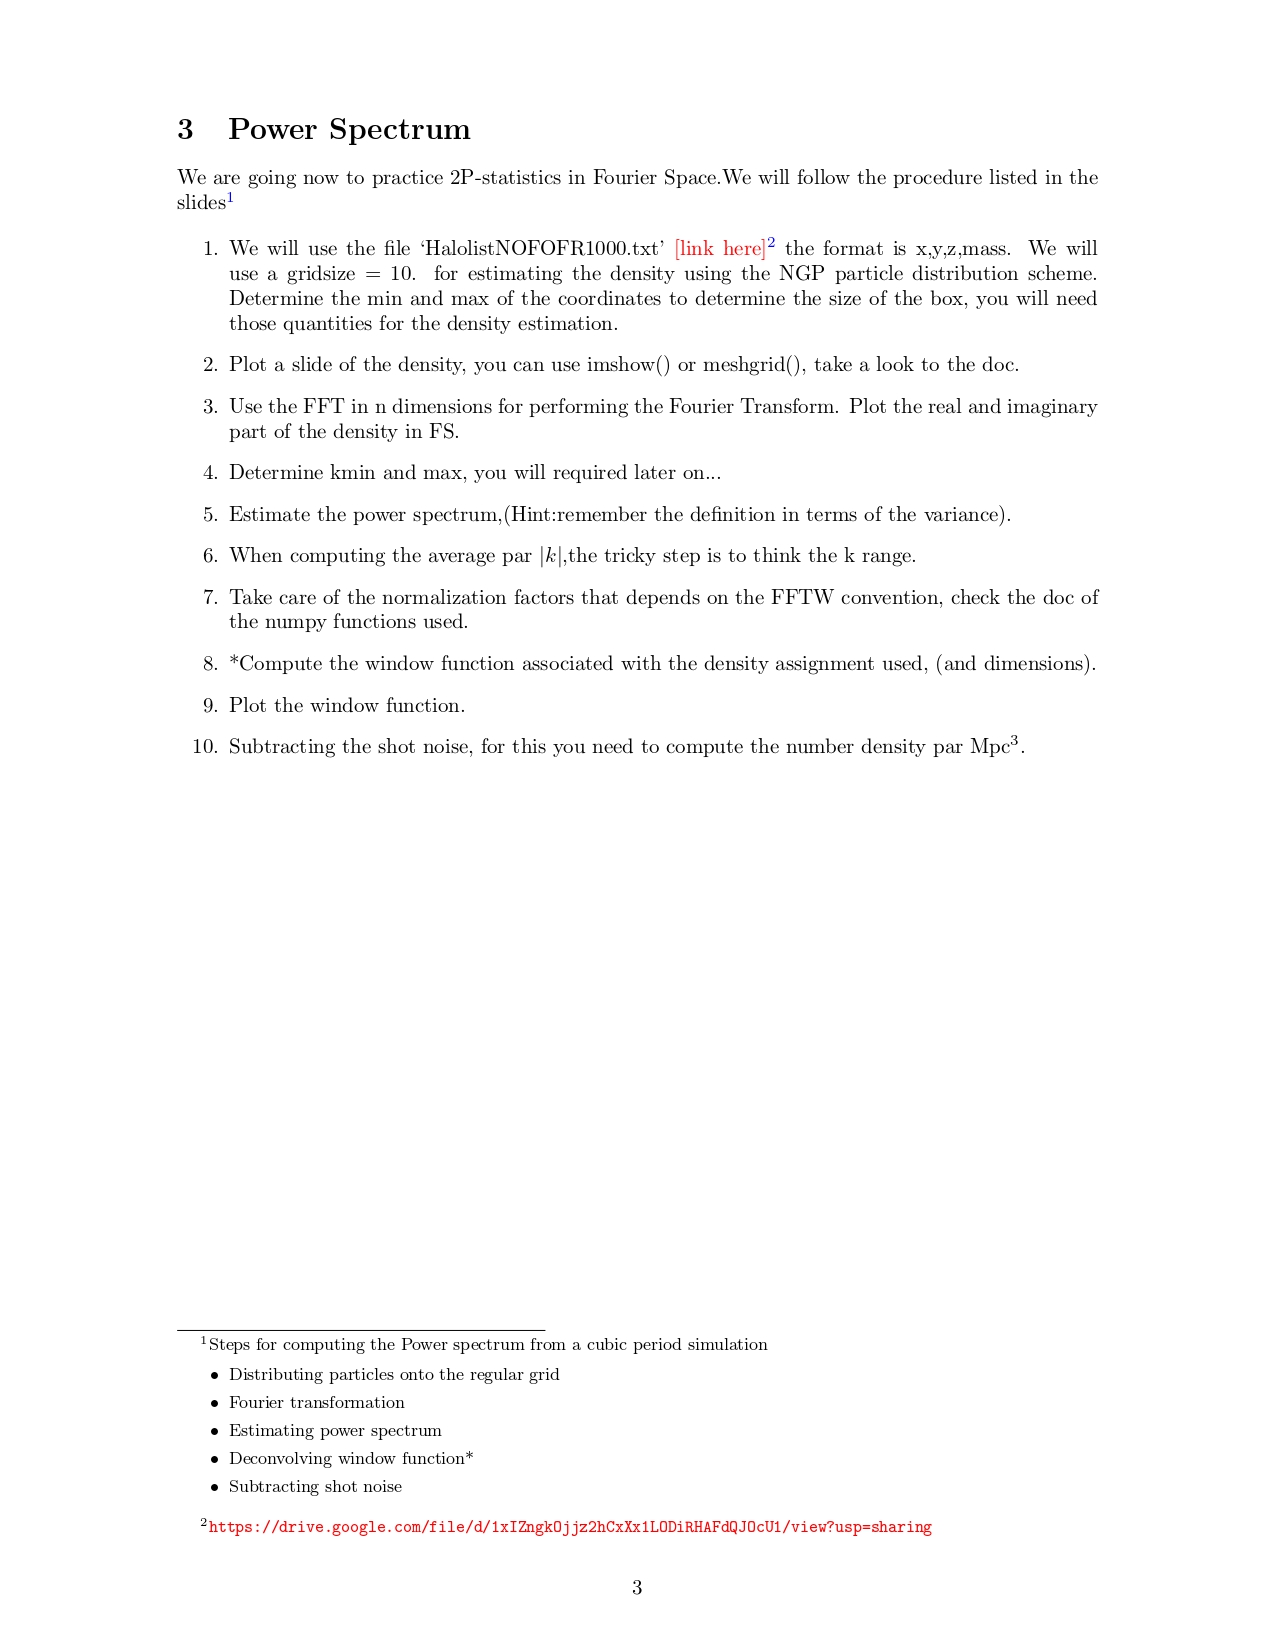 3 Power Spectrum
We are going now to practice 2P-statistics in Fourier Space.We will follow the procedure listed in the
slides1
1. We will use the file ‘HalolistNOFOFR1000.txt’ [link here]2 the format is x,y,z,mass. We will
use a gridsize = 10. for estimating the density using the NGP particle distribution scheme.
Determine the min and max of the coordinates to determine the size of the box, you will need
those quantities for the density estimation.
2. Plot a slide of the density, you can use imshow() or meshgrid(), take a look to the doc.
3. Use the FFT in n dimensions for performing the Fourier Transform. Plot the real and imaginary
part of the density in FS.
4. Determine kmin and max, you will required later on...
5. Estimate the power spectrum,(Hint:remember the definition in terms of the variance).
6. When computing the average par |k|,the tricky step is to think the k range.
7. Take care of the normalization factors that depends on the FFTW convention, check the doc of
the numpy functions used.
8. *Compute the window function associated with the density assignment used, (and dimensions).
9. Plot the window function.
10. Subtracting the shot noise, for this you need to compute the number density par Mpc3.
1Steps for computing the Power spectrum from a cubic period simulation
• Distributing particles onto the regular grid
• Fourier transformation
• Estimating power spectrum
• Deconvolving window function*
• Subtracting shot noise
2https://drive.google.com/file/d/1xIZngkOjjz2hCxXx1LODiRHAFdQJOcU1/view?usp=sharing
3